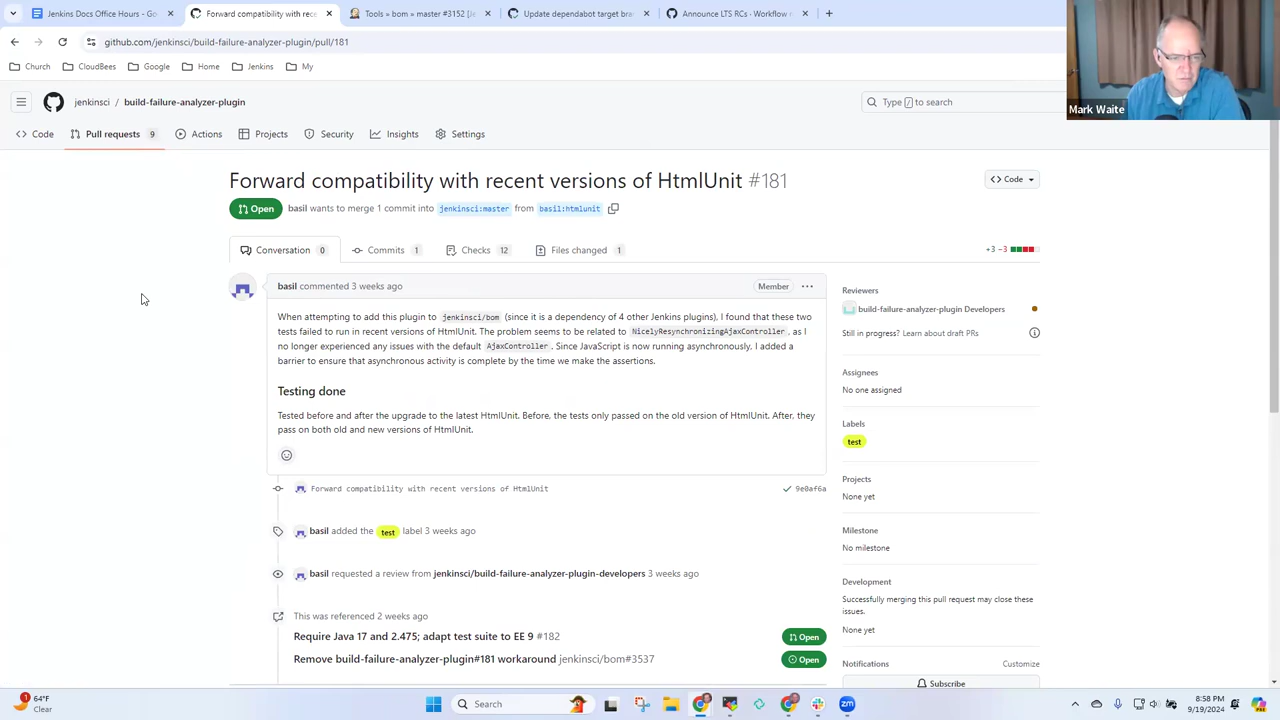 Jenkins Docs Office Hours - Go
Forward compatibility with rece
Tools » bom » master #3152 [Je
Update dependabot target bra
Announce LTS RCs - Workflow r
github.com/jenkinsci/build-failure-analyzer-plugin/pull/181
Church
CloudBees
Google
Home
Jenkins
My
Mark Waite
jenkinsci / build-failure-analyzer-plugin
Type / to search
Code
Pull requests 9
Actions
Projects
Security
Insights
Settings
Forward compatibility with recent versions of HtmlUnit #181
Code
Open
basil wants to merge 1 commit into jenkinsci:master from basil:htmlunit
Conversation 0
Commits 1
Checks 12
Files changed 1
+3 −3
basil commented 3 weeks ago
Member
When attempting to add this plugin to jenkinsci/bom (since it is a dependency of 4 other Jenkins plugins), I found that these two
tests failed to run in recent versions of HtmlUnit. The problem seems to be related to NicelyResynchronizingAjaxController, as I
no longer experienced any issues with the default AjaxController. Since JavaScript is now running asynchronously, I added a
barrier to ensure that asynchronous activity is complete by the time we make the assertions.
Testing done
Tested before and after the upgrade to the latest HtmlUnit. Before, the tests only passed on the old version of HtmlUnit. After, they
pass on both old and new versions of HtmlUnit.
Forward compatibility with recent versions of HtmlUnit
9e0af6a
basil added the test label 3 weeks ago
basil requested a review from jenkinsci/build-failure-analyzer-plugin-developers 3 weeks ago
This was referenced 2 weeks ago
Require Java 17 and 2.475; adapt test suite to EE 9 #182
Open
Remove build-failure-analyzer-plugin#181 workaround jenkinsci/bom#3537
Open
Reviewers
build-failure-analyzer-plugin Developers
Still in progress? Learn about draft PRs
Assignees
No one assigned
Labels
test
Projects
None yet
Milestone
No milestone
Development
Successfully merging this pull request may close these
issues.
None yet
Notifications
Customize
Subscribe
1
64°F
Clear
Search
zm
8:58 PM
9/19/2024